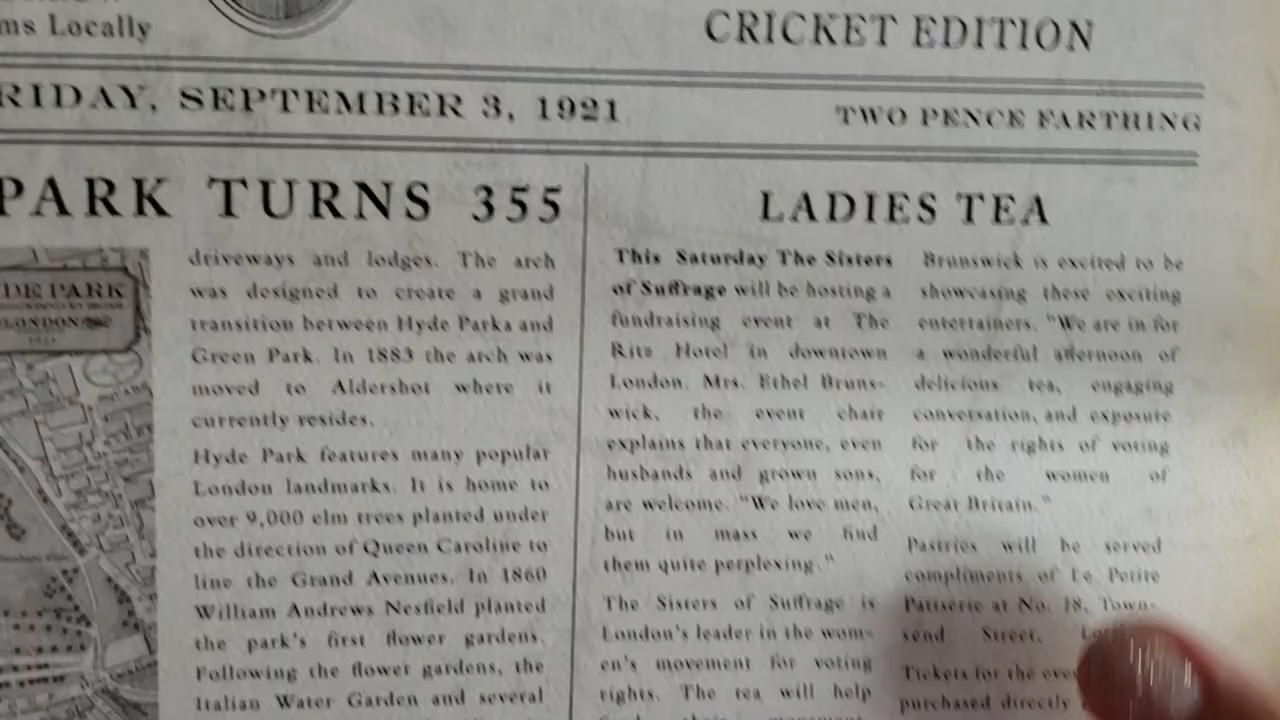 ms Locally
CRICKET EDITION
RIDAY, SEPTEMBER 3, 1921
TWO PENCE FARTHING
PARK TURNS 355
DE PARK
LONDON
driveways and lodges. The arch
was designed to create a grand
transition between Hyde Parka and
Green Park. In 1883 the arch was
moved to Aldershot where it
currently resides.
Hyde Park features many popular
London landmarks. It is home to
over 9,000 elm trees planted under
the direction of Queen Caroline to
line the Grand Avenues. In 1860
William Andrews Nesfield planted
the park's first flower gardens.
Following the flower gardens, the
Italian Water Garden and several
LADIES TEA
This Saturday The Sisters
of Suffrage will be hosting a
fundraising event at The
Ritz Hotel in downtown
London. Mrs. Ethel Bruns-
wick, the event chair
explains that everyone, even
husbands and grown sons,
are welcome. "We love men,
but in mass we find
them quite perplexing."
The Sisters of Suffrage is
London's leader in the wom-
en's movement for voting
rights. The tea will help
Brunswick is excited to be
showcasing these exciting
entertainers. "We are in for
a wonderful afternoon of
delicious tea, engaging
conversation, and exposure
for the rights of voting
for the women of
Great Britain."
Pastries will be served
compliments of Le Petite
Patiserie at No. 18, Town-
send Street,
Tickets for the
purchased directly